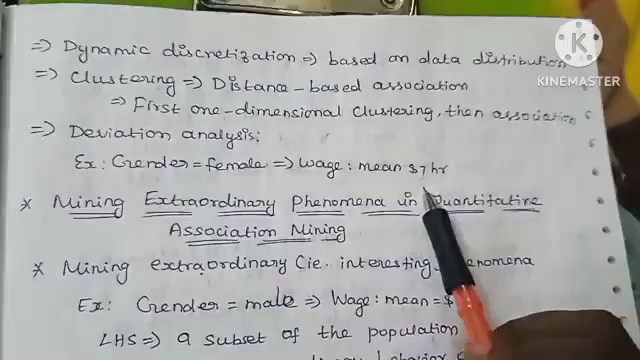 ⇒ Dynamic discretization ⇒ based on data distribution
⇒ Clustering ⇒ Distance-based association
⇒ First one-dimensional clustering, then association
⇒ Deviation analysis:
Ex: Gender = female ⇒ Wage: mean $7 hr
* Mining Extraordinary Phenomena in Quantitative
Association Mining
* Mining extraordinary (ie. interesting phenomena
Ex: Gender = male ⇒ Wage: mean = $
LHS ⇒ a subset of the population
KINEMASTER